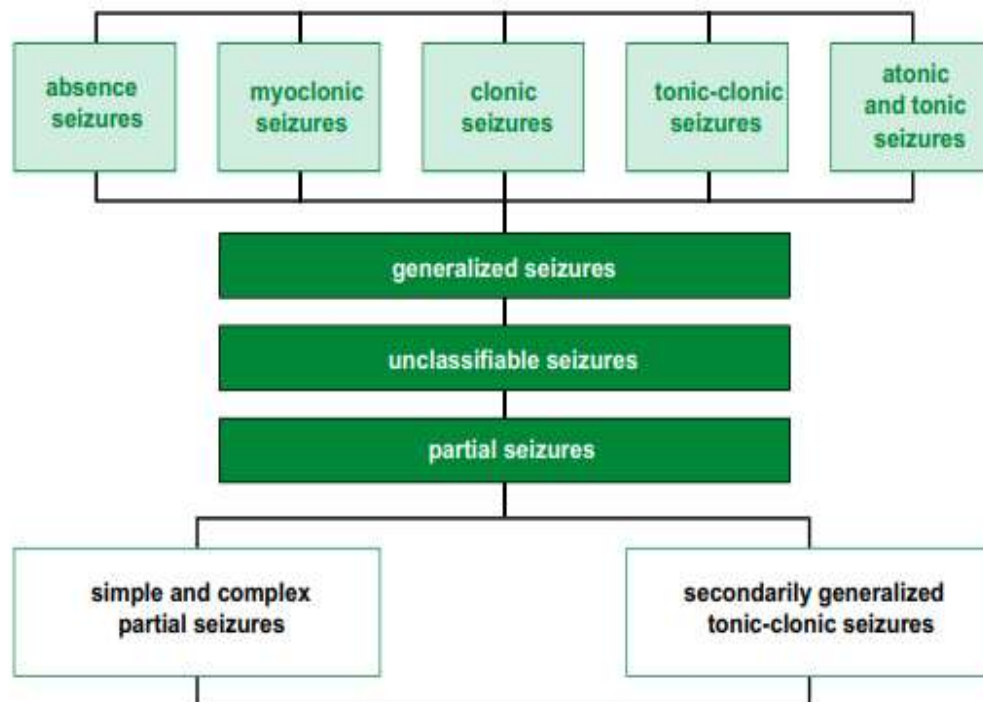 absence
seizures
myoclonic
seizures
clonic
seizures
tonic-clonic
seizures
atonic
and tonic
seizures
generalized seizures
unclassifiable seizures
partial seizures
simple and complex
partial seizures
secondarily generalized
tonic-clonic seizures